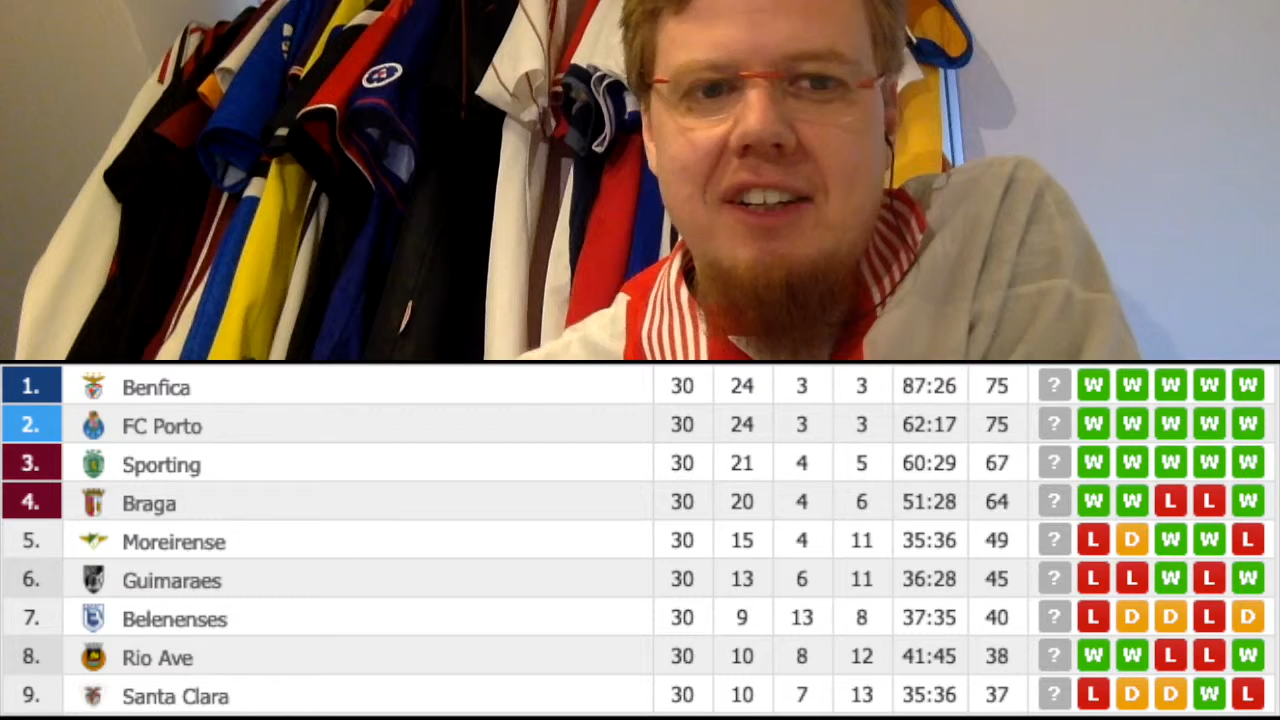 1. Benfica 30 24 3 3 87:26 75 ? W W W W W
2. FC Porto 30 24 3 3 62:17 75 ? W W W W W
3. Sporting 30 21 4 5 60:29 67 ? W W W W W
4. Braga 30 20 4 6 51:28 64 ? W W L L W
5. Moreirense 30 15 4 11 35:36 49 ? L D W W L
6. Guimaraes 30 13 6 11 36:28 45 ? L L W L W
7. Belenenses 30 9 13 8 37:35 40 ? L D D L D
8. Rio Ave 30 10 8 12 41:45 38 ? W W L L W
9. Santa Clara 30 10 7 13 35:36 37 ? L D D W L